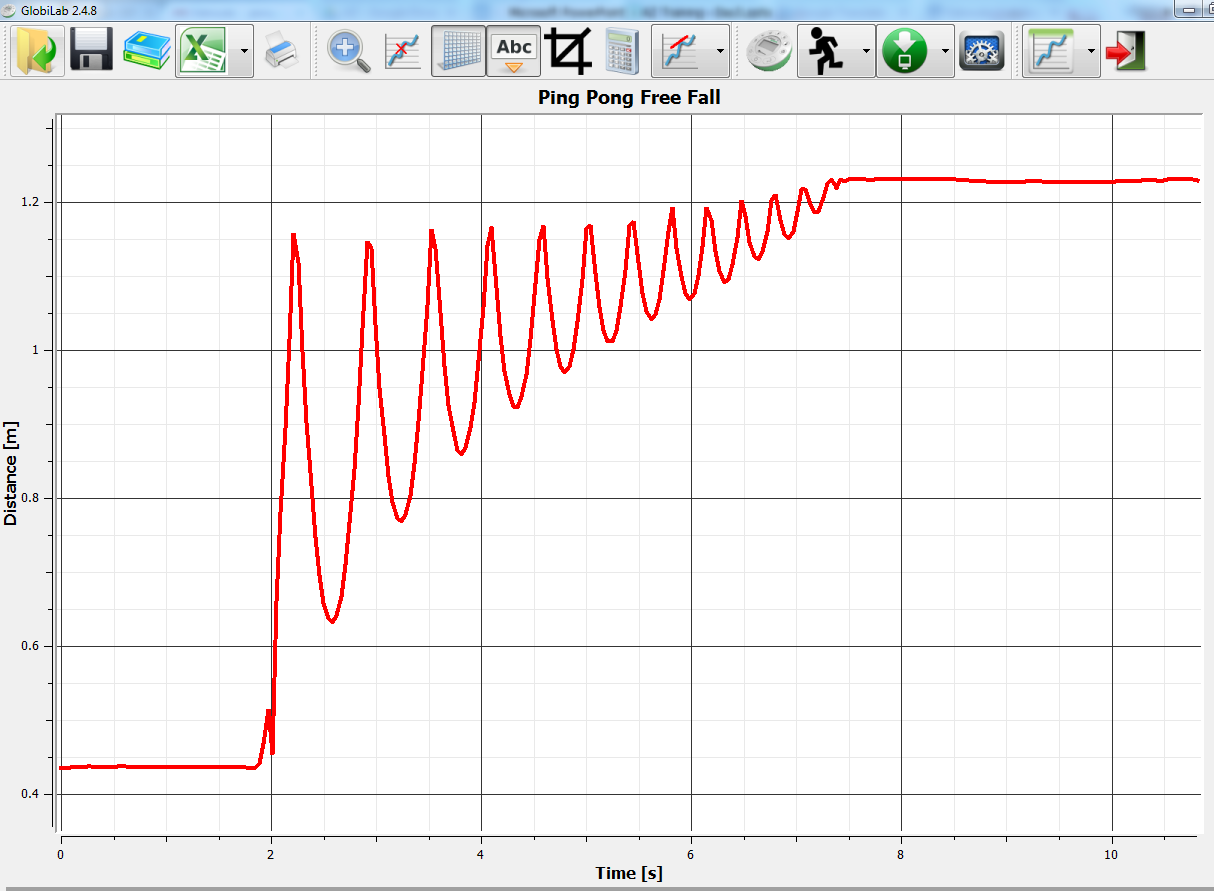 GlobiLab 2.4.8
Abc
Ping Pong Free Fall
1.2
1
0.8
0.6
0.4
Distance [m]
0 2 4 6 8 10
Time [s]